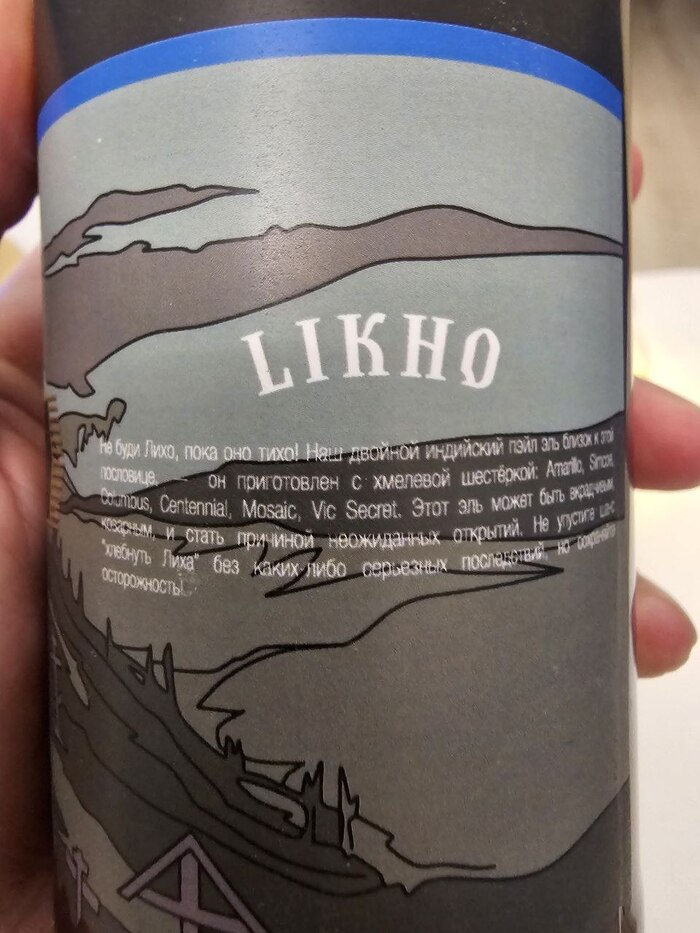 LIKHO
Не буди Лихо, пока оно тихо! Наш двойной индийский пэйл эль близок к этой
пословице, — он приготовлен с хмелевой шестёркой: Amarillo, Simcoe,
Columbus, Centennial, Mosaic, Vic Secret. Этот эль может быть вкрадчивым,
коварным, и стать причиной неожиданных открытий. Не упустите шанс
"хлебнуть Лиха" без каких-либо серьезных последствий, но сохраняйте
осторожность!